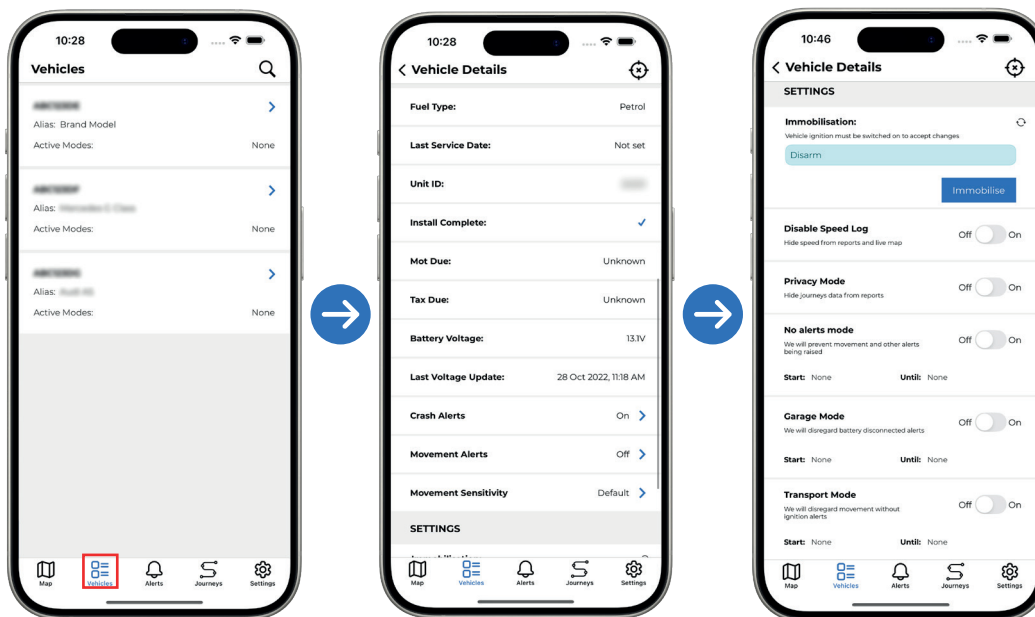 10:28
Vehicles
Alias: Brand Model
Active Modes: None
Alias:
Active Modes: None
Alias:
Active Modes: None
Map Vehicles Alerts Journeys Settings
10:28
Vehicle Details
Fuel Type: Petrol
Last Service Date: Not set
Unit ID:
Install Complete:
Mot Due: Unknown
Tax Due: Unknown
Battery Voltage: 13.1V
Last Voltage Update: 28 Oct 2022, 11:18 AM
Crash Alerts On
Movement Alerts Off
Movement Sensitivity Default
SETTINGS
Map Vehicles Alerts Journeys Settings
10:46
Vehicle Details
SETTINGS
Immobilisation:
Vehicle ignition must be switched on to accept changes
Disarm
Immobilise
Disable Speed Log Off On
Hide speed from reports and live map
Privacy Mode Off On
Hide journeys data from reports
No alerts mode Off On
We will prevent movement and other alerts
being raised
Start: None Until: None
Garage Mode Off On
We will disregard battery disconnected alerts
Start: None Until: None
Transport Mode Off On
We will disregard movement without
ignition alerts
Start: None Until: None
Map Vehicles Alerts Journeys Settings